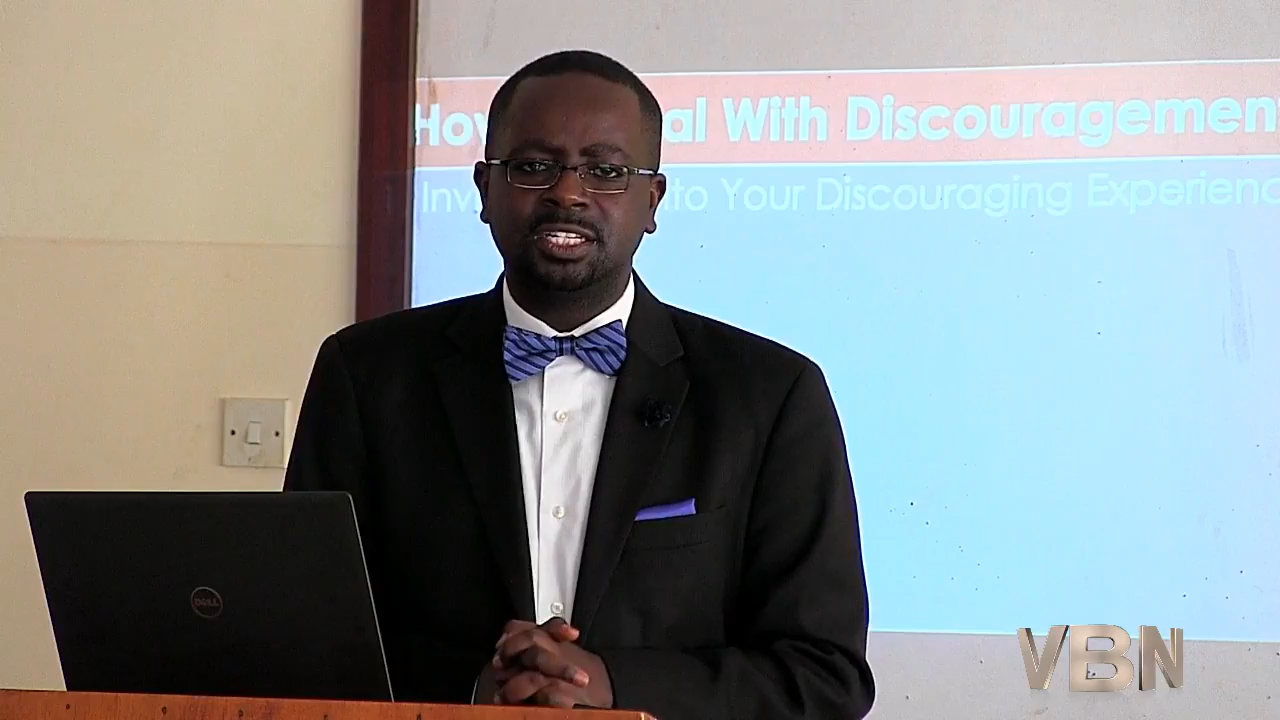 How al With Discouragemen
Inv to Your Discouraging Experienc
DELL
VBN